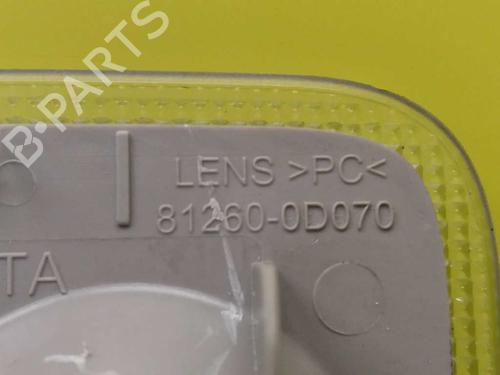 B-PARTS
LENS >PC<
81260-0D070
TA